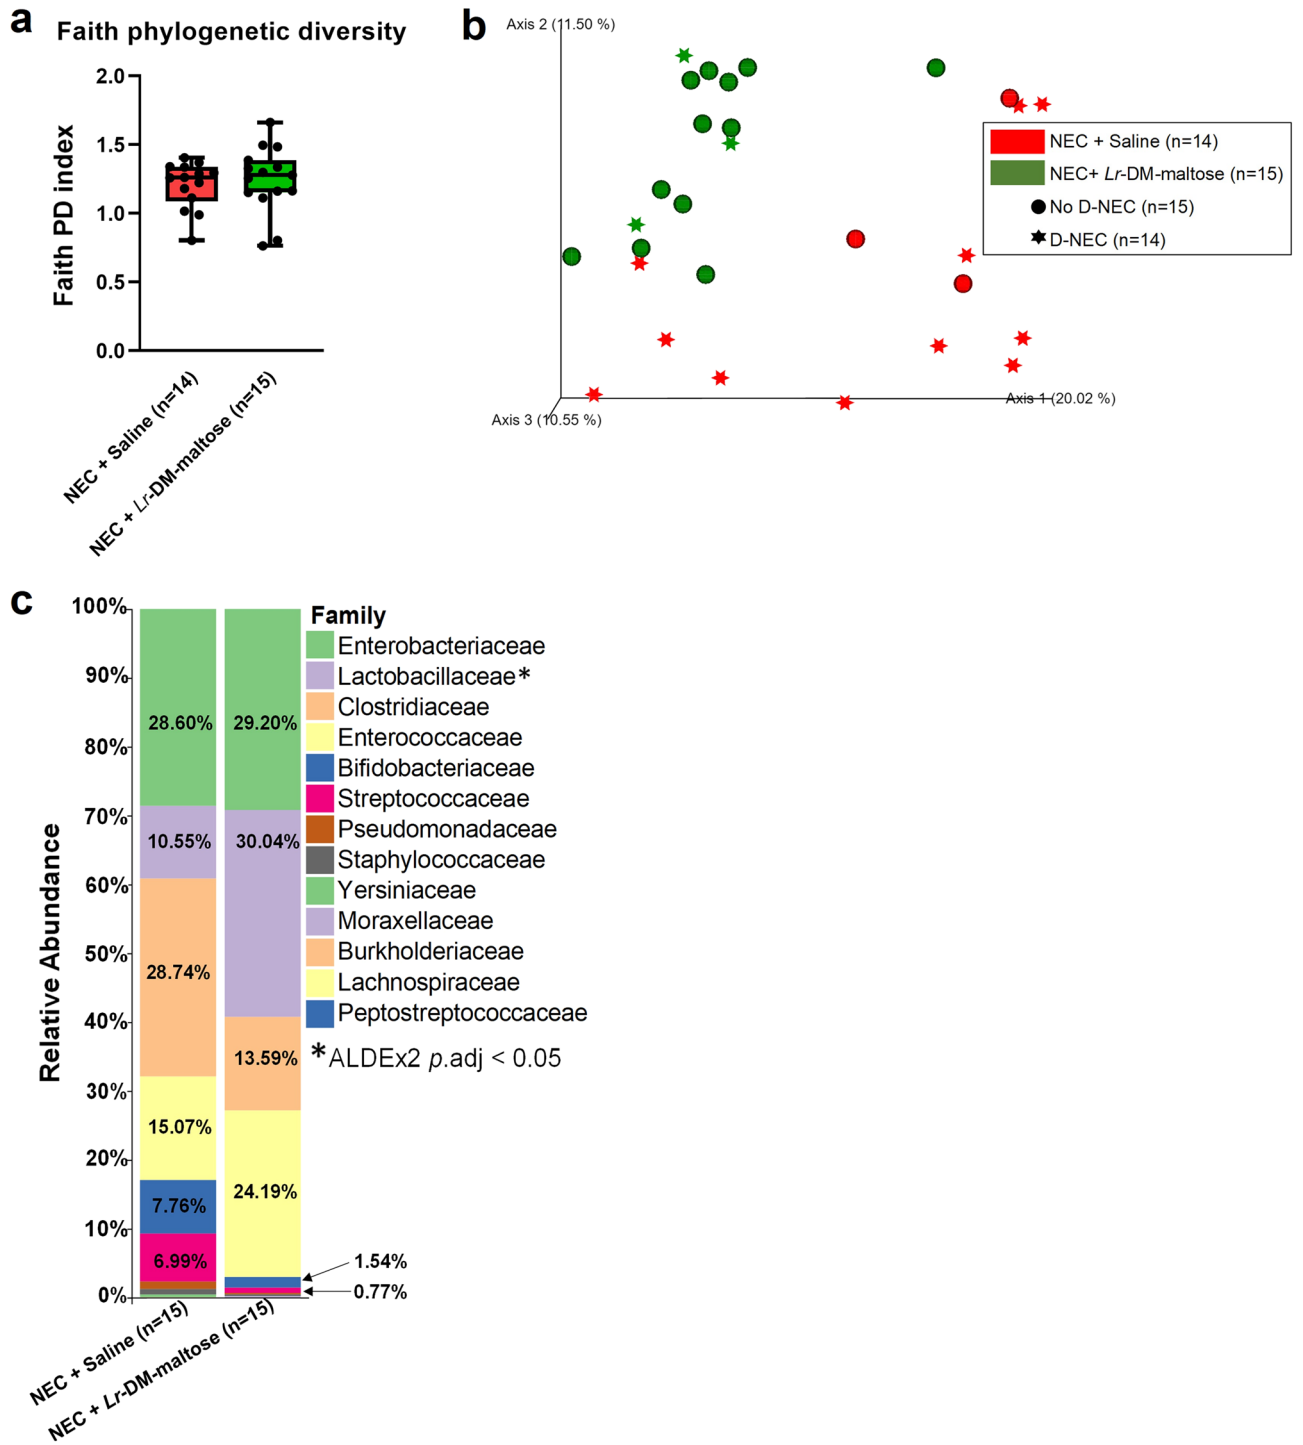 a
Faith phylogenetic diversity
Faith PD index
2.0
1.5
1.0
0.5
0.0
NEC + Saline (n=14)
NEC + Lr-DM-maltose (n=15)
b
Axis 2 (11.50 %)
NEC + Saline (n=14)
NEC+ Lr-DM-maltose (n=15)
No D-NEC (n=15)
D-NEC (n=14)
Axis 1 (20.02 %)
Axis 3 (10.55 %)
c
Relative Abundance
100%
90%
80%
70%
60%
50%
40%
30%
20%
10%
0%
28.60%
10.55%
28.74%
15.07%
7.76%
6.99%
29.20%
30.04%
13.59%
24.19%
1.54%
0.77%
NEC + Saline (n=15)
NEC + Lr-DM-maltose (n=15)
Family
Enterobacteriaceae
Lactobacillaceae*
Clostridiaceae
Enterococcaceae
Bifidobacteriaceae
Streptococcaceae
Pseudomonadaceae
Staphylococcaceae
Yersiniaceae
Moraxellaceae
Burkholderiaceae
Lachnospiraceae
Peptostreptococcaceae
*ALDEx2 p.adj < 0.05